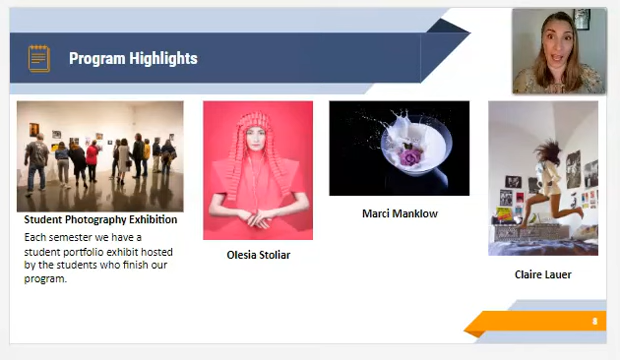 Program Highlights
Student Photography Exhibition
Each semester we have a
student portfolio exhibit hosted
by the students who finish our
program.
Olesia Stoliar
Marci Manklow
Claire Lauer
8